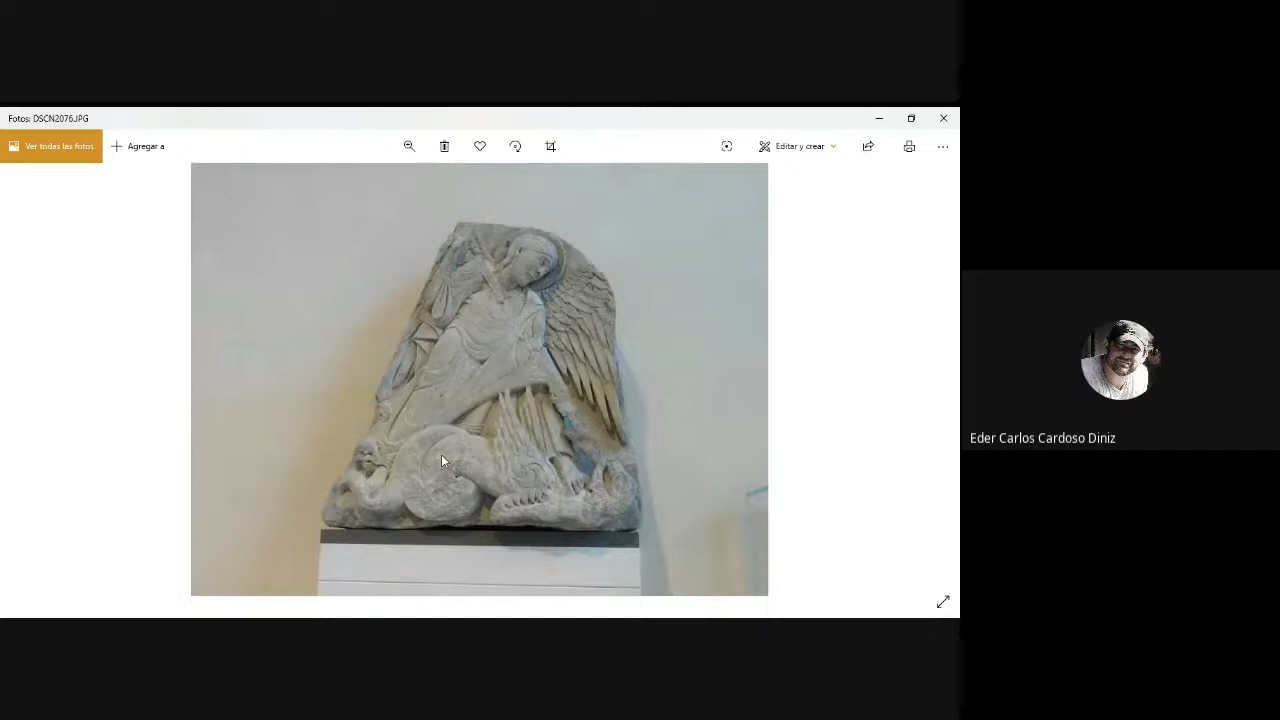 Fotos: DSCN2076.JPG
Ver todas las fotos
Agregar a
Editar y crear
Eder Carlos Cardoso Diniz